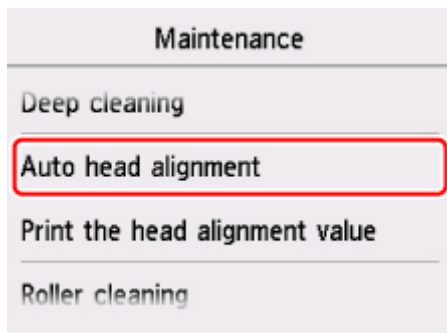 Maintenance
Deep cleaning
Auto head alignment
Print the head alignment value
Roller cleaning